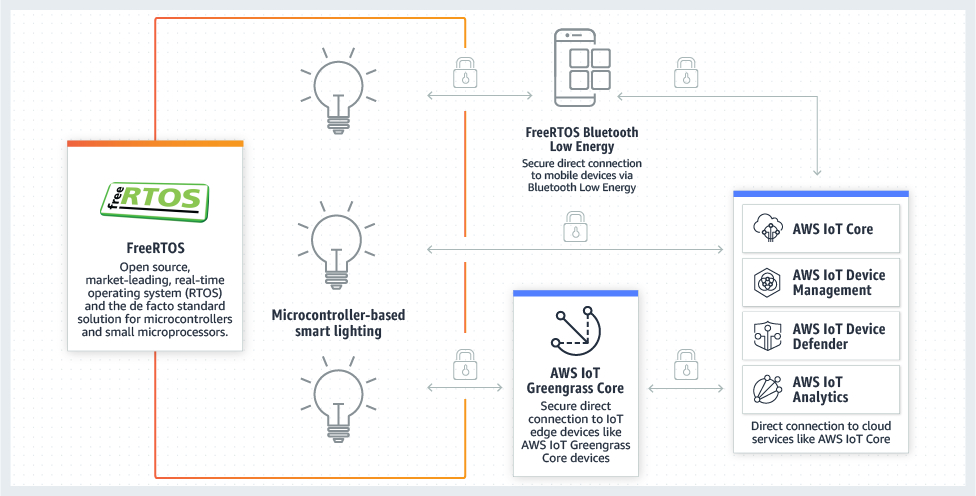 free RTOS
FreeRTOS
Open source,
market-leading, real-time
operating system (RTOS)
and the de facto standard
solution for microcontrollers
and small microprocessors.
Microcontroller-based
smart lighting
FreeRTOS Bluetooth
Low Energy
Secure direct connection
to mobile devices via
Bluetooth Low Energy
AWS IoT
Greengrass Core
Secure direct
connection to IoT
edge devices like
AWS IoT Greengrass
Core devices
AWS IoT Core
AWS IoT Device
Management
AWS IoT Device
Defender
AWS IoT
Analytics
Direct connection to cloud
services like AWS IoT Core